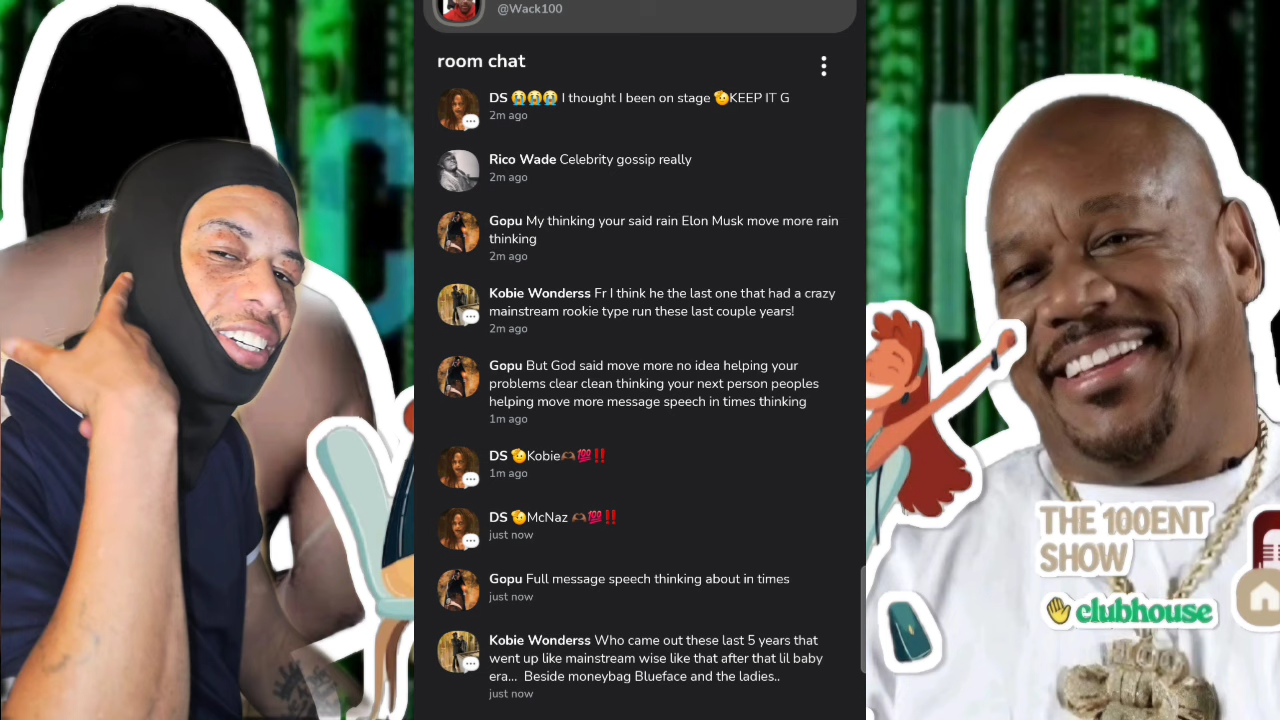 @Wack100
room chat
DS 😭😭😭 I thought I been on stage 🫡KEEP IT G
2m ago
Rico Wade Celebrity gossip really
2m ago
Gopu My thinking your said rain Elon Musk move more rain
thinking
2m ago
Kobie Wonderss Fr I think he the last one that had a crazy
mainstream rookie type run these last couple years!
2m ago
Gopu But God said move more no idea helping your
problems clear clean thinking your next person peoples
helping move more message speech in times thinking
1m ago
DS 🫡Kobie🫶🏾💯‼️
1m ago
DS 🫡McNaz 🫶🏾💯‼️
just now
Gopu Full message speech thinking about in times
just now
Kobie Wonderss Who came out these last 5 years that
went up like mainstream wise like that after that lil baby
era... Beside moneybag Blueface and the ladies..
just now
THE 100ENT
SHOW
clubhouse
100